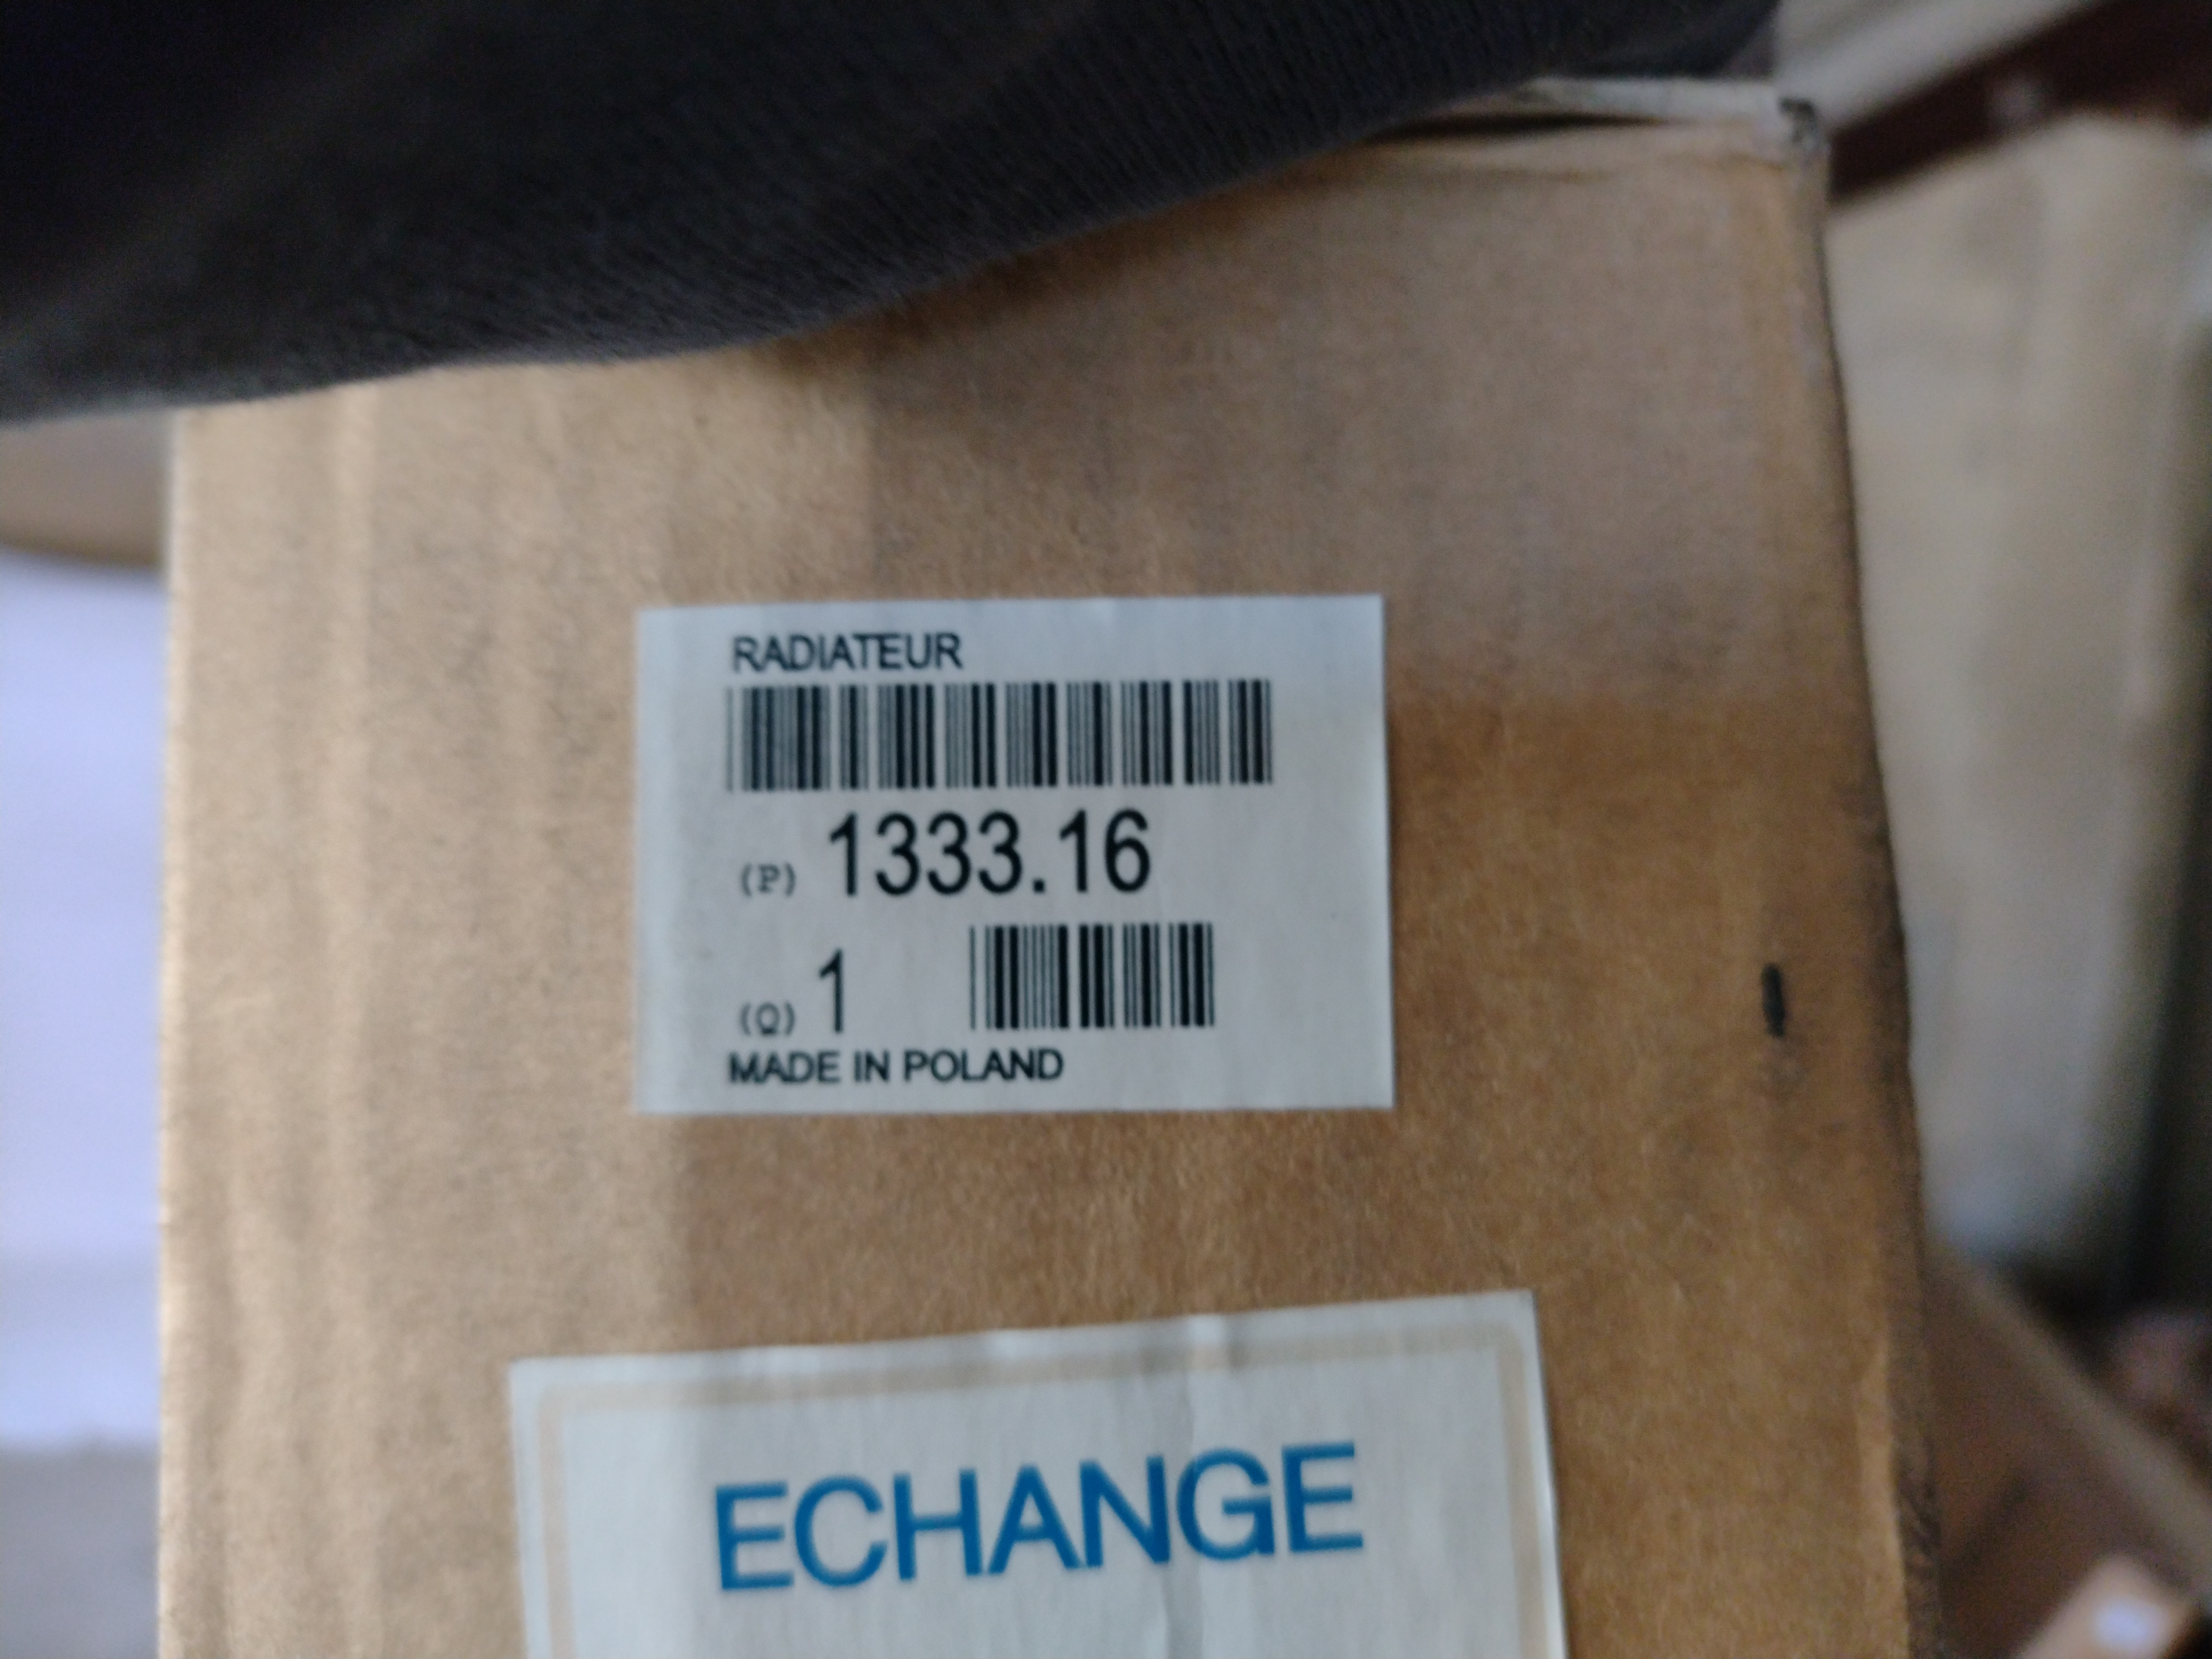 RADIATEUR
(P) 1333.16
(Q) 1
MADE IN POLAND
ECHANGE